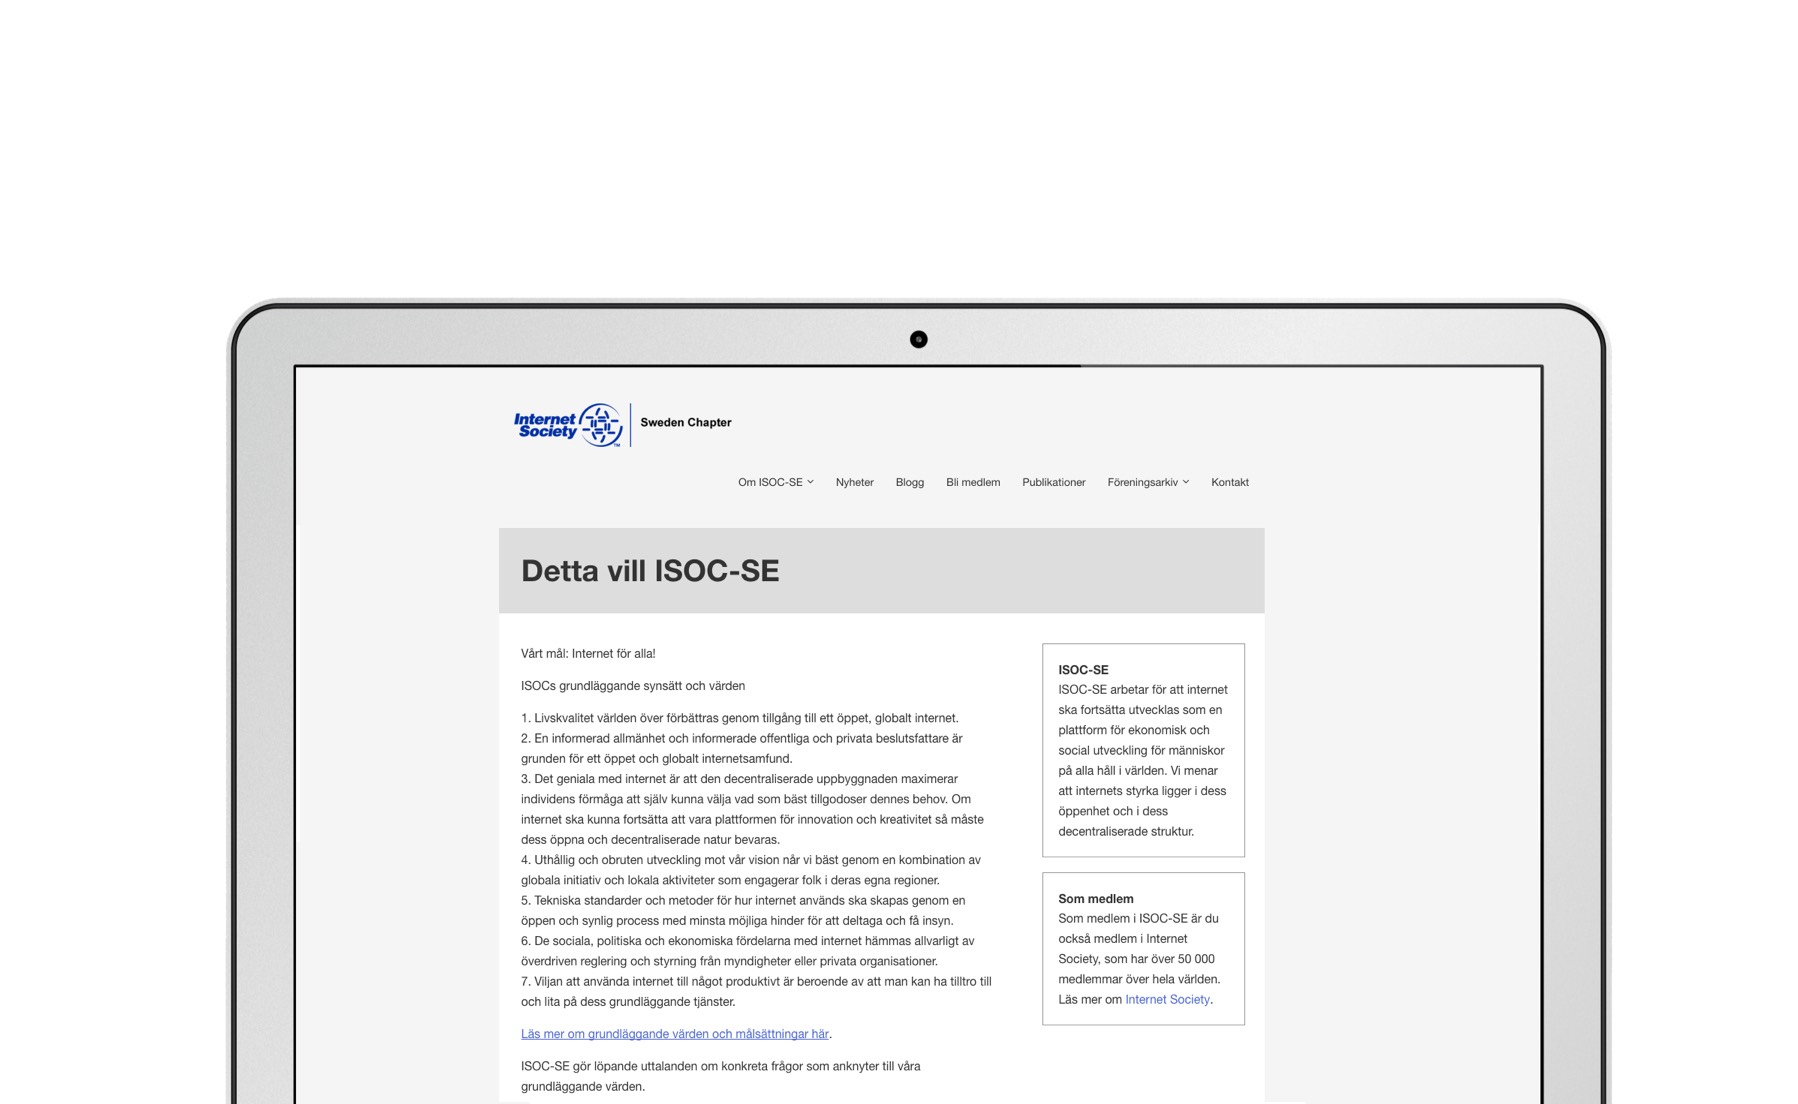 Internet
Society
TM
Sweden Chapter
Om ISOC-SE
Nyheter
Blogg
Bli medlem
Publikationer
Föreningsarkiv
Kontakt
Detta vill ISOC-SE
Vårt mål: Internet för alla!
ISOCs grundläggande synsätt och värden
1. Livskvalitet världen över förbättras genom tillgång till ett öppet, globalt internet.
2. En informerad allmänhet och informerade offentliga och privata beslutsfattare är
grunden för ett öppet och globalt internetsamfund.
3. Det geniala med internet är att den decentraliserade uppbyggnaden maximerar
individens förmåga att själv kunna välja vad som bäst tillgodoser dennes behov. Om
internet ska kunna fortsätta att vara plattformen för innovation och kreativitet så måste
dess öppna och decentraliserade natur bevaras.
4. Uthållig och obruten utveckling mot vår vision når vi bäst genom en kombination av
globala initiativ och lokala aktiviteter som engagerar folk i deras egna regioner.
5. Tekniska standarder och metoder för hur internet används ska skapas genom en
öppen och synlig process med minsta möjliga hinder för att deltaga och få insyn.
6. De sociala, politiska och ekonomiska fördelarna med internet hämmas allvarligt av
överdriven reglering och styrning från myndigheter eller privata organisationer.
7. Viljan att använda internet till något produktivt är beroende av att man kan ha tilltro till
och lita på dess grundläggande tjänster.
Läs mer om grundläggande värden och målsättningar här.
ISOC-SE gör löpande uttalanden om konkreta frågor som anknyter till våra
grundläggande värden.
ISOC-SE
ISOC-SE arbetar för att internet
ska fortsätta utvecklas som en
plattform för ekonomisk och
social utveckling för människor
på alla håll i världen. Vi menar
att internets styrka ligger i dess
öppenhet och i dess
decentraliserade struktur.
Som medlem
Som medlem i ISOC-SE är du
också medlem i Internet
Society, som har över 50 000
medlemmar över hela världen.
Läs mer om Internet Society.